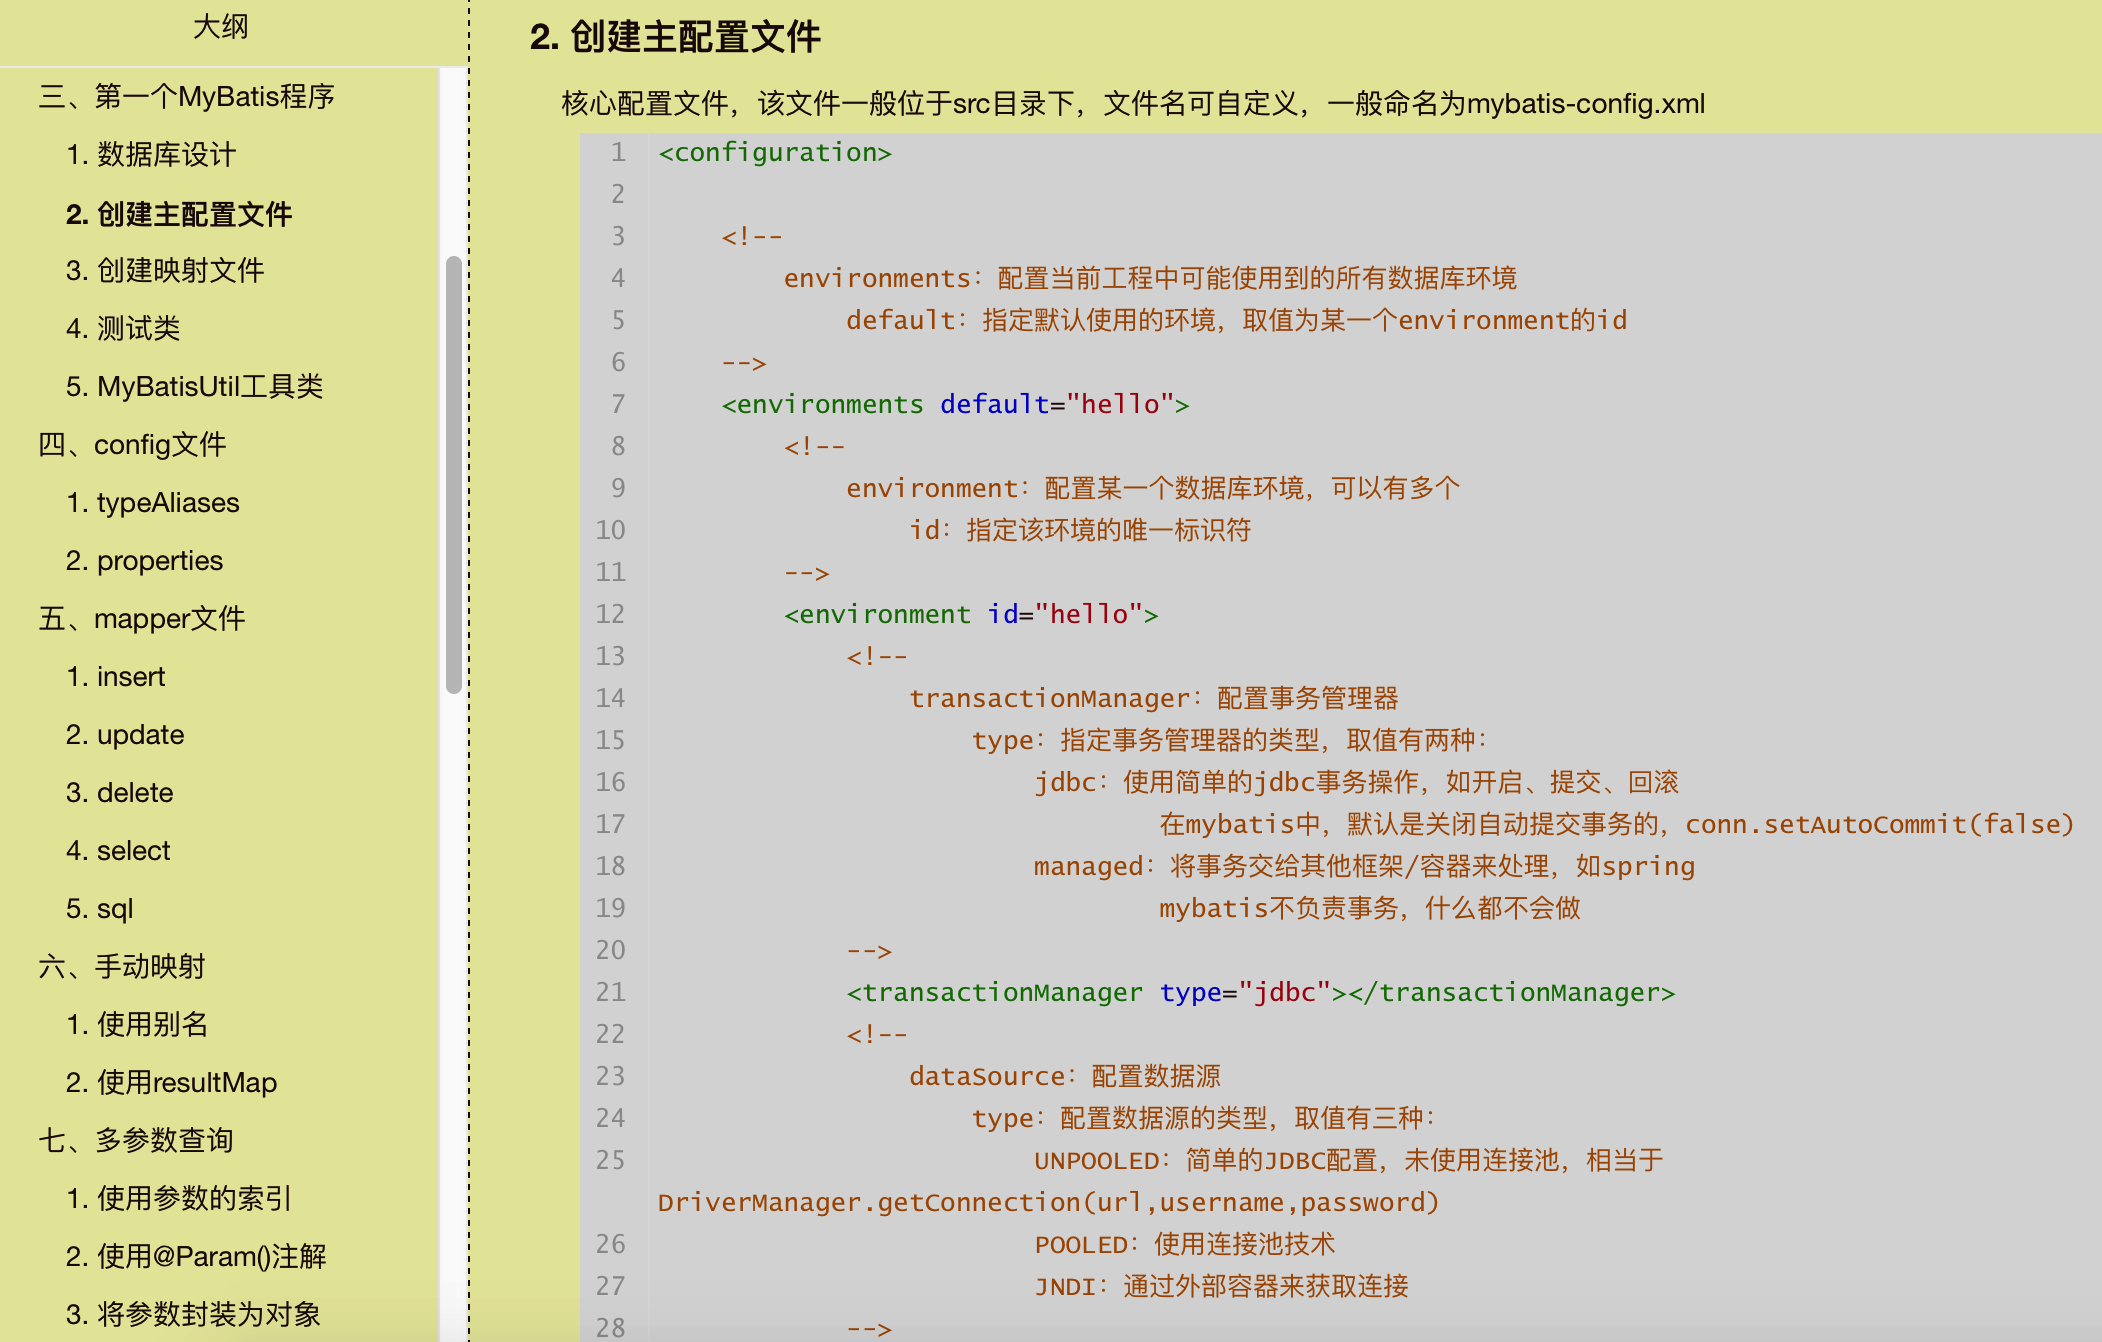 大纲
三、第一个MyBatis程序
1. 数据库设计
2. 创建主配置文件
3. 创建映射文件
4. 测试类
5. MyBatisUtil工具类
四、config文件
1. typeAliases
2. properties
五、mapper文件
1. insert
2. update
3. delete
4. select
5. sql
六、手动映射
1. 使用别名
2. 使用resultMap
七、多参数查询
1. 使用参数的索引
2. 使用@Param()注解
3. 将参数封装为对象
2. 创建主配置文件
核心配置文件，该文件一般位于src目录下，文件名可自定义，一般命名为mybatis-config.xml
1 <configuration>
2
3 <!--
4 environments：配置当前工程中可能使用到的所有数据库环境
5 default：指定默认使用的环境，取值为某一个environment的id
6 -->
7 <environments default="hello">
8 <!--
9 environment：配置某一个数据库环境，可以有多个
10 id：指定该环境的唯一标识符
11 -->
12 <environment id="hello">
13 <!--
14 transactionManager：配置事务管理器
15 type：指定事务管理器的类型，取值有两种：
16 jdbc：使用简单的jdbc事务操作，如开启、提交、回滚
17 在mybatis中，默认是关闭自动提交事务的，conn.setAutoCommit(false)
18 managed：将事务交给其他框架/容器来处理，如spring
19 mybatis不负责事务，什么都不会做
20 -->
21 <transactionManager type="jdbc"></transactionManager>
22 <!--
23 dataSource：配置数据源
24 type：配置数据源的类型，取值有三种：
25 UNPOOLED：简单的JDBC配置，未使用连接池，相当于
DriverManager.getConnection(url,username,password)
26 POOLED：使用连接池技术
27 JNDI：通过外部容器来获取连接
28 -->